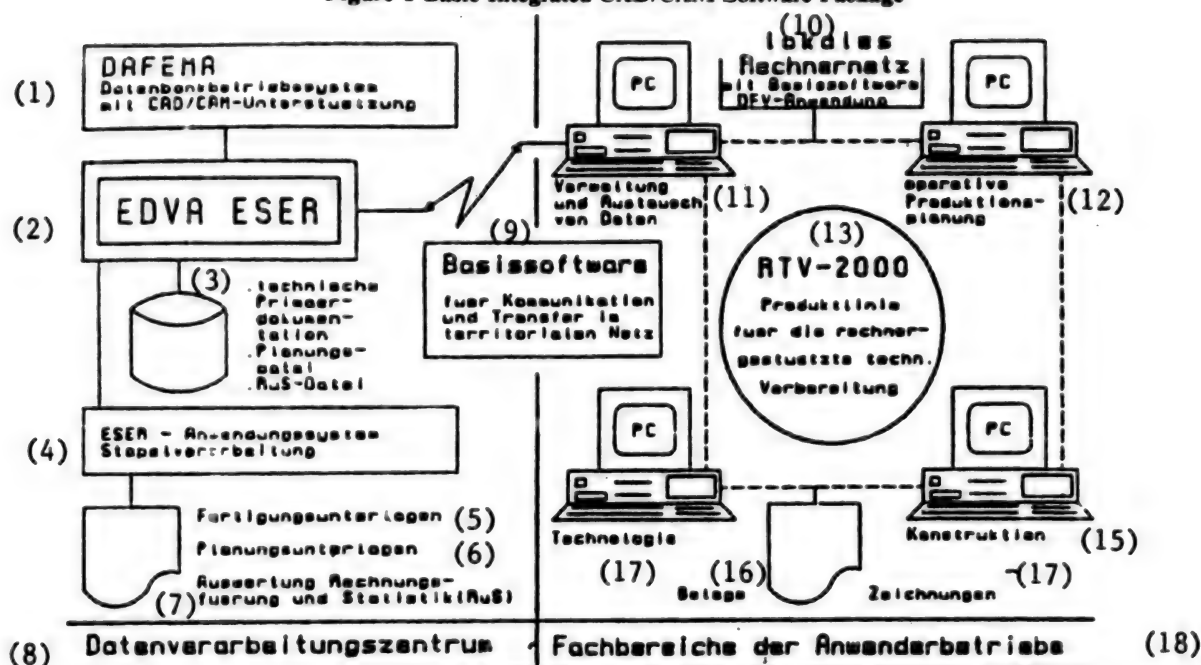 Figure 1 Basic Integrated CAD/CAM Software Package
(1)
DAFEMA
Datenbankbetriebssystem
mit CAD/CAM-Unterstuetzung
(2)
EDVA ESER
(3)
.technische
Primaer-
dokumen-
tation
.Planungs-
datei
.RuS-Datei
(4)
ESER - Anwendungssystem
Stapelverarbeitung
Fertigungsunterlagen (5)
Planungsunterlagen (6)
Auswertung Rechnungs-
(7) fuerung und Statistik(RuS)
(8) Datenverarbeitungszentrum
(9)
Basissoftware
fuer Kommunikation
und Transfer im
territorialen Netz
(10)
lokales
Rechnernetz
mit Basissoftware
DFV-Anwendung
PC
Verwaltung
und Austausch
von Daten
(11)
PC
operative
Produktions-
planung
(12)
(13)
RTV-2000
Produktlinie
fuer die rechner-
gestuetzte techn.
Vorbereitung
PC
Technologie
(17)
PC
Konstruktion
(15)
(16)
Belege
(17)
Zeichnungen
Fachbereiche der Anwenderbetriebe (18)